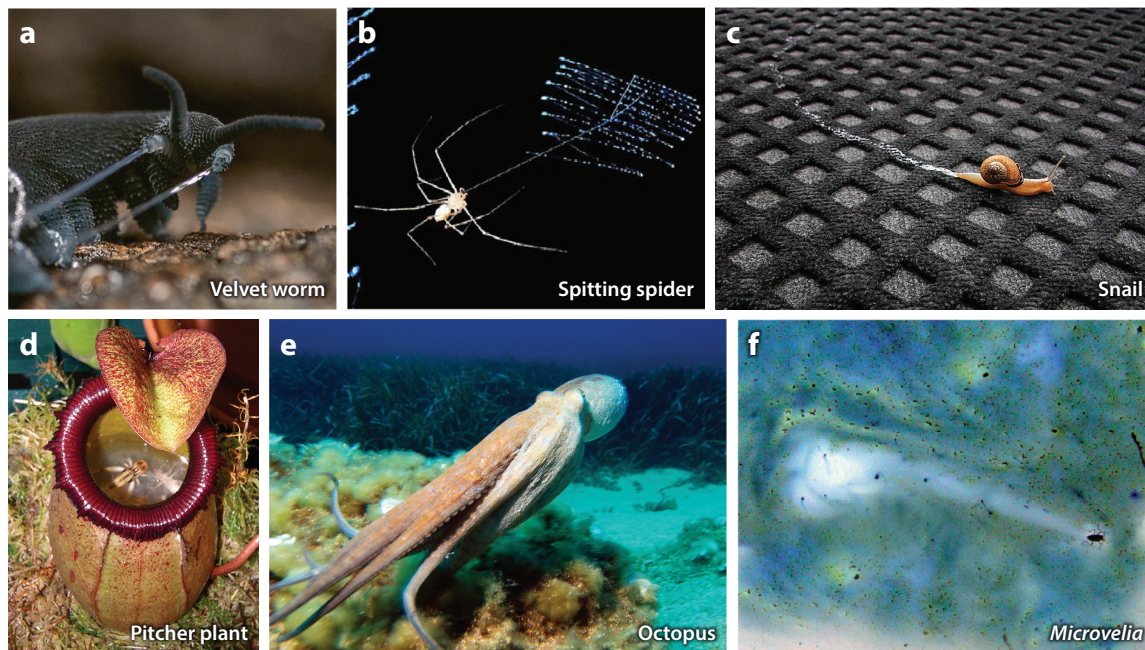 a
Velvet worm
b
Spitting spider
c
Snail
d
Pitcher plant
e
Octopus
f
Microvelia